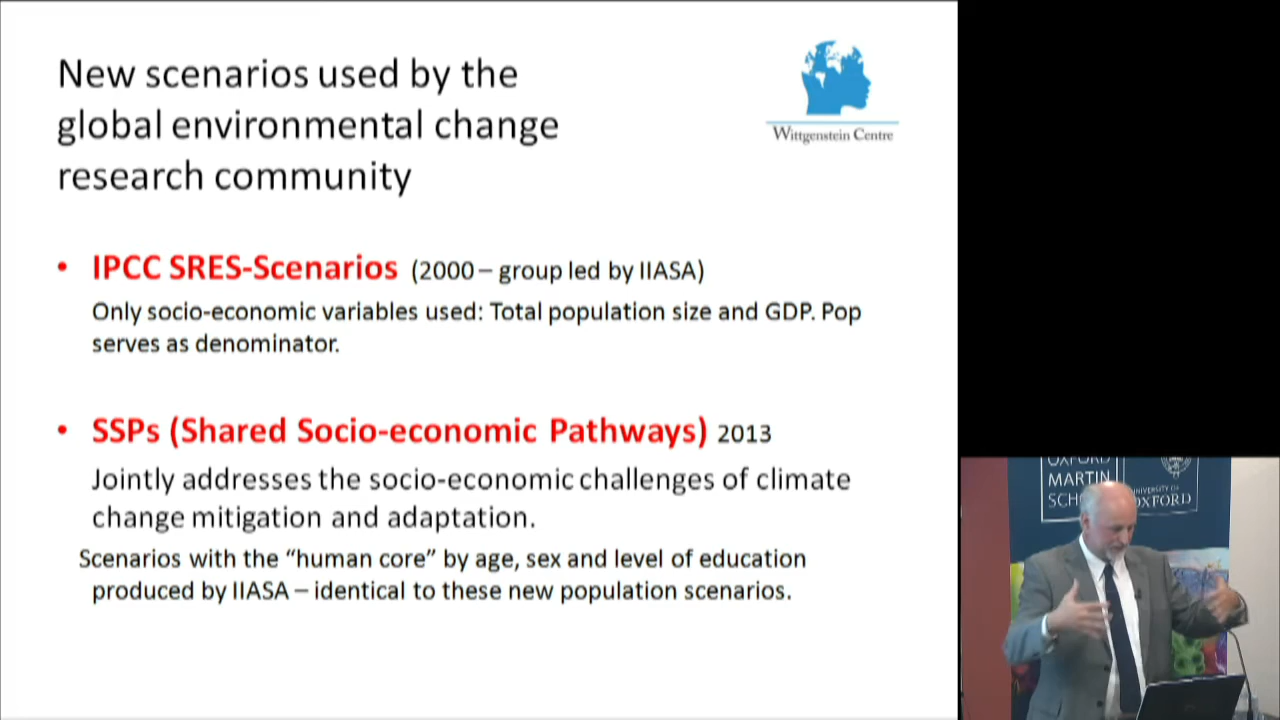 New scenarios used by the
global environmental change
research community
Wittgenstein Centre
• IPCC SRES-Scenarios (2000 – group led by IIASA)
Only socio-economic variables used: Total population size and GDP. Pop
serves as denominator.
• SSPs (Shared Socio-economic Pathways) 2013
Jointly addresses the socio-economic challenges of climate
change mitigation and adaptation.
Scenarios with the “human core” by age, sex and level of education
produced by IIASA – identical to these new population scenarios.
OXFORD
MARTIN
SCH
UNIVERSITY OF
OXFORD